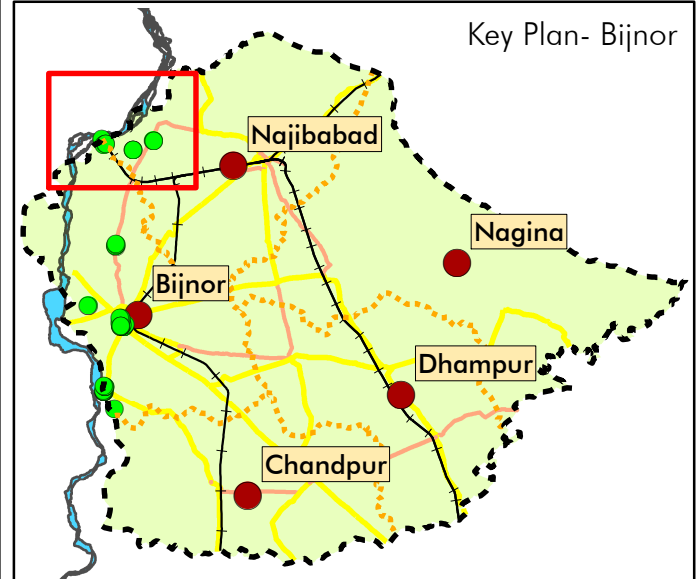 Key Plan- Bijnor
Najibabad
Nagina
Bijnor
Dhampur
Chandpur